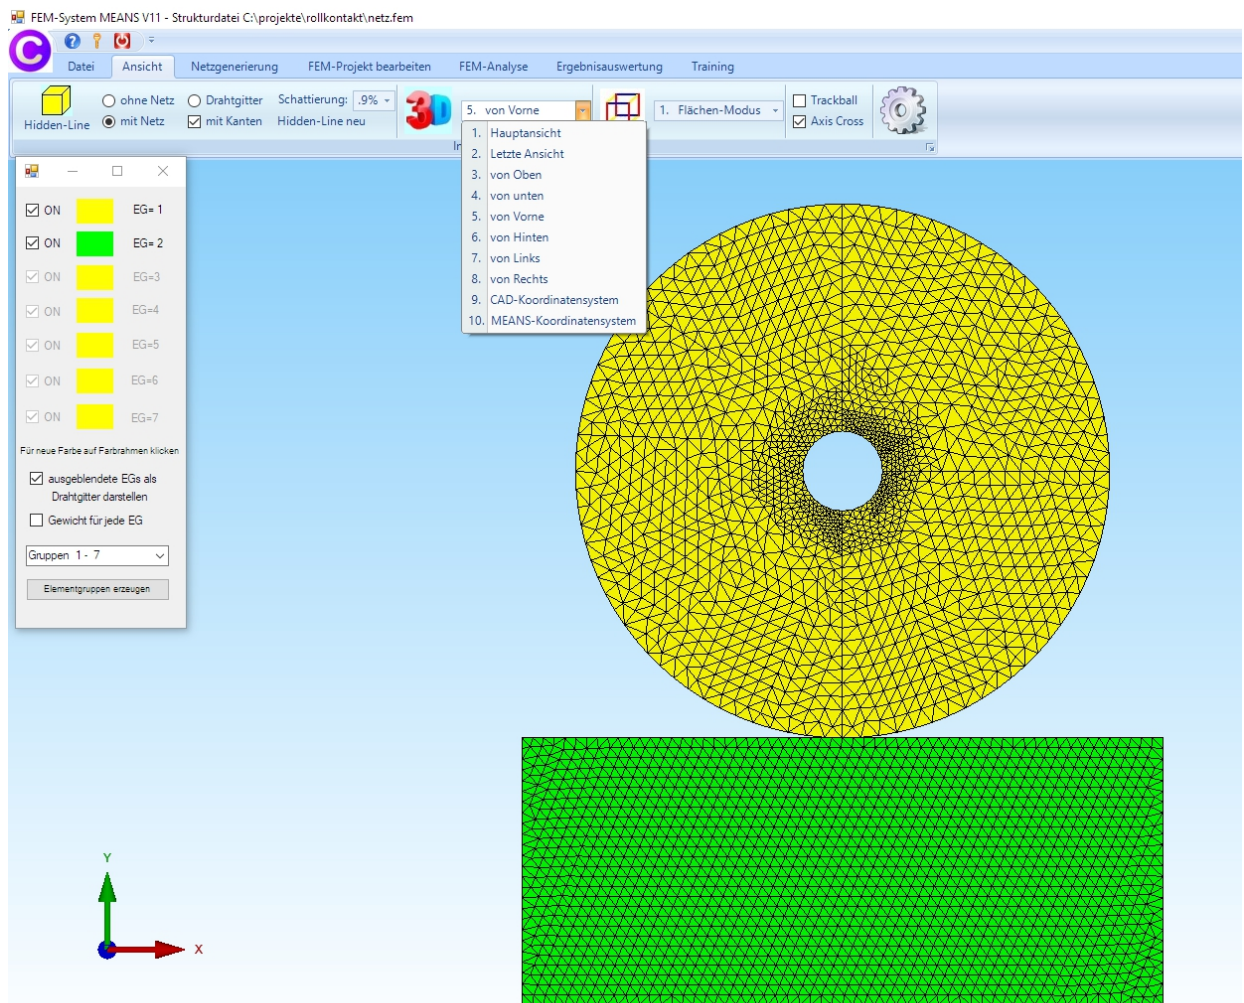 FEM-System MEANS V11 - Strukturdatei C:\projekte\rollkontakt\netz.fem
C
?
Datei Ansicht Netzgenerierung FEM-Projekt bearbeiten FEM-Analyse Ergebnisauswertung Training
Hidden-Line
ohne Netz Drahtgitter Schattierung: .9%
mit Netz mit Kanten Hidden-Line neu
3D
5. von Vorne
1. Flächen-Modus
Trackball
Axis Cross
1. Hauptansicht
2. Letzte Ansicht
3. von Oben
4. von unten
5. von Vorne
6. von Hinten
7. von Links
8. von Rechts
9. CAD-Koordinatensystem
10. MEANS-Koordinatensystem
ON EG= 1
ON EG= 2
ON EG=3
ON EG=4
ON EG=5
ON EG=6
ON EG=7
Für neue Farbe auf Farbrahmen klicken
ausgeblendete EGs als
Drahtgitter darstellen
Gewicht für jede EG
Gruppen 1 - 7
Elementgruppen erzeugen
Y
X